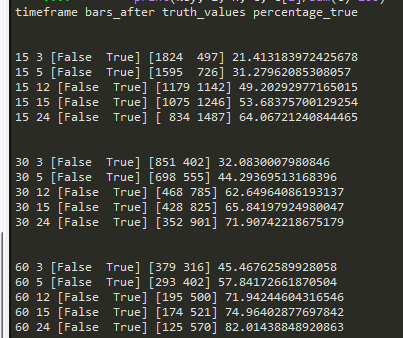 timeframe bars_after truth_values percentage_true
15 3 [False  True] [1824  497] 21.413183972425678
15 5 [False  True] [1595  726] 31.27962085308057
15 12 [False  True] [1179 1142] 49.20292977165015
15 15 [False  True] [1075 1246] 53.68375700129254
15 24 [False  True] [ 834 1487] 64.06721240844465
30 3 [False  True] [851 402] 32.0830007980846
30 5 [False  True] [698 555] 44.29369513168396
30 12 [False  True] [468 785] 62.64964086193137
30 15 [False  True] [428 825] 65.84197924980047
30 24 [False  True] [352 901] 71.90742218675179
60 3 [False  True] [379 316] 45.46762589928058
60 5 [False  True] [293 402] 57.84172661870504
60 12 [False  True] [195 500] 71.94244604316546
60 15 [False  True] [174 521] 74.96402877697842
60 24 [False  True] [125 570] 82.01438848920863